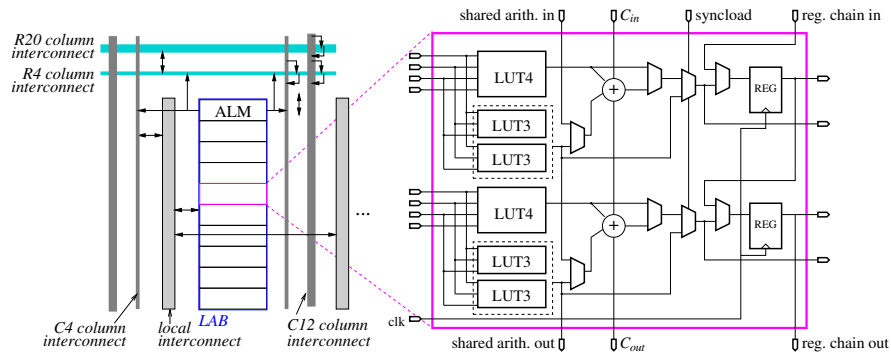 shared arith. in
C_in
syncload
reg. chain in
R20 column
interconnect
R4 column
interconnect
ALM
LUT4
REG
LUT3
LUT3
LUT4
REG
LUT3
LUT3
...
clk
C4 column
interconnect
local
interconnect
LAB
C12 column
interconnect
shared arith. out
C_out
reg. chain out